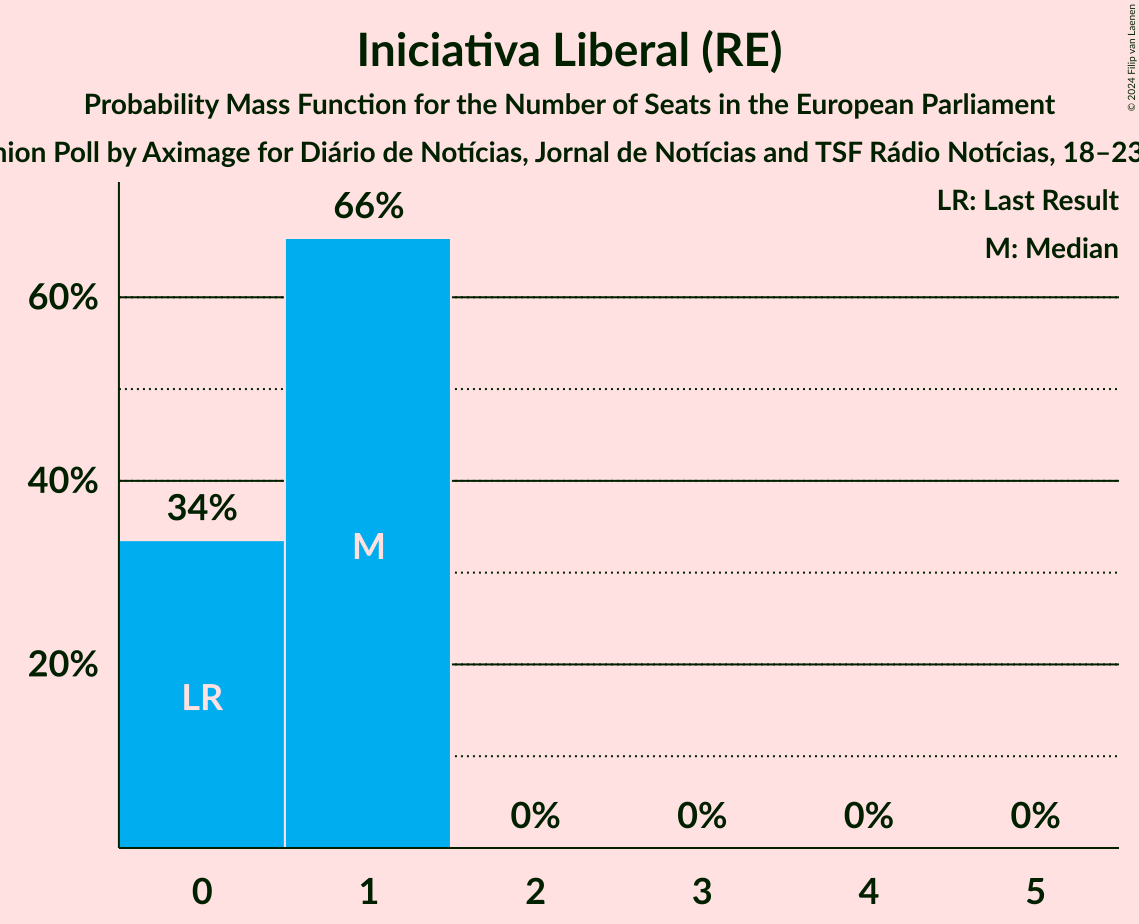 Iniciativa Liberal (RE)
Probability Mass Function for the Number of Seats in the European Parliament
Poll by Aximage for Diário de Notícias, Jornal de Notícias and TSF Rádio Notícias, 18–23
© 2024 Filip van Laenen
LR: Last Result
M: Median
66%
60%
40%
34%
M
20%
LR
0% 0% 0% 0%
0 1 2 3 4 5